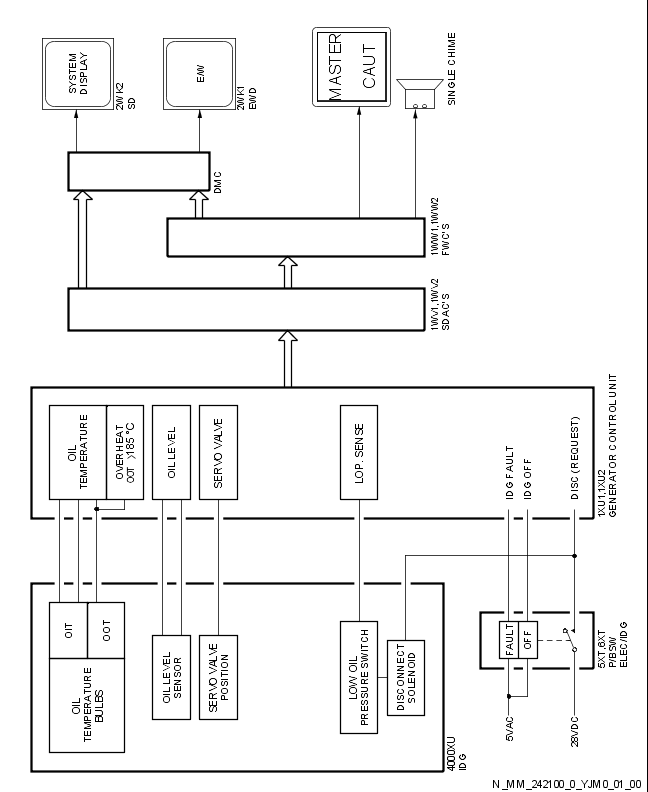 SYSTEM
DISPLAY
2WK2
SD
E/W
2WK1
EWD
MASTER
CAUT
SINGLE CHIME
DMC
1WW1,1WW2
FWC'S
1WV1,1WV2
SDAC'S
OIL
TEMPERATURE
OVERHEAT
OOT >185 °C
OIL LEVEL
SERVO VALVE
LOP. SENSE
IDG FAULT
IDG OFF
DISC (REQUEST)
1XU1,1XU2
GENERATOR CONTROL UNIT
OIT
OOT
OIL
TEMPERATURE
BULBS
OIL LEVEL
SENSOR
SERVO VALVE
POSITION
LOW OIL
PRESSURE SWITCH
DISCONNECT
SOLENOID
4000XU
IDG
FAULT
OFF
5XT,6XT
P/BSW
ELEC/IDG
5VAC
28VDC
N_MM_242100_0_YJM0_01_00